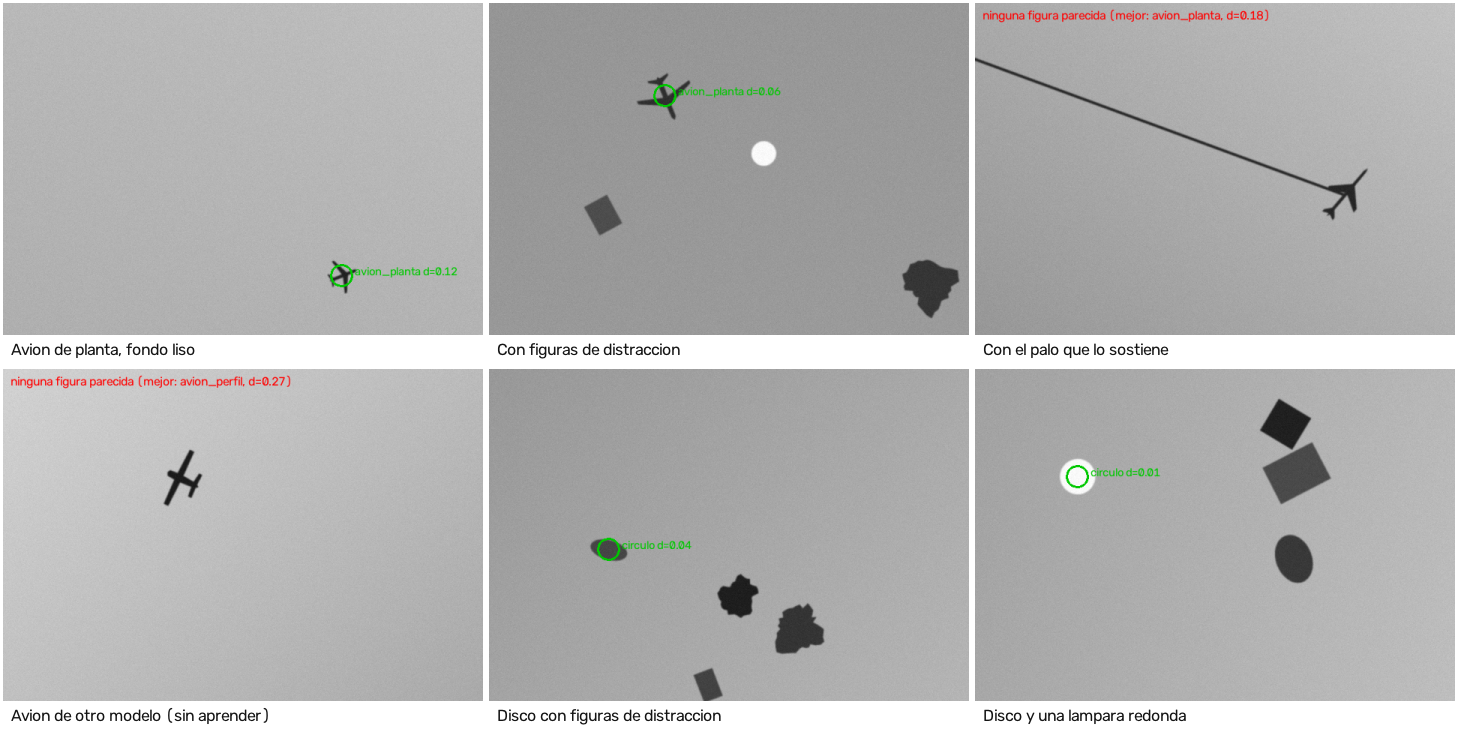 ninguna figura parecida (mejor: avion_planta, d=0.18)
avion_planta d=0.06
avion_planta d=0.12
Avion de planta, fondo liso
Con figuras de distraccion
Con el palo que lo sostiene
ninguna figura parecida (mejor: avion_perfil, d=0.27)
circulo d=0.01
circulo d=0.04
Avion de otro modelo (sin aprender)
Disco con figuras de distraccion
Disco y una lampara redonda